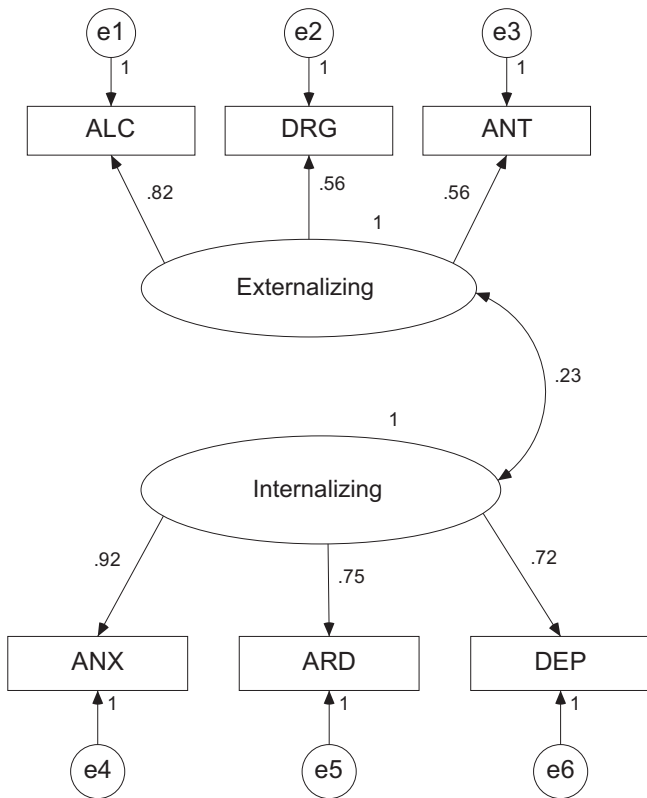 e1 e2 e3
1 1 1
ALC DRG ANT
.82 .56 .56
1
Externalizing
.23
1
Internalizing
.92 .75 .72
ANX ARD DEP
1 1 1
e4 e5 e6